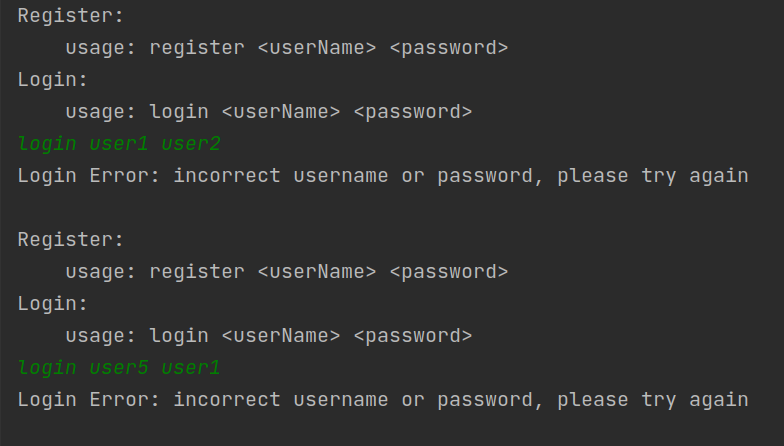 Register:
usage: register <userName> <password>
Login:
usage: login <userName> <password>
login user1 user2
Login Error: incorrect username or password, please try again
Register:
usage: register <userName> <password>
Login:
usage: login <userName> <password>
login user5 user1
Login Error: incorrect username or password, please try again